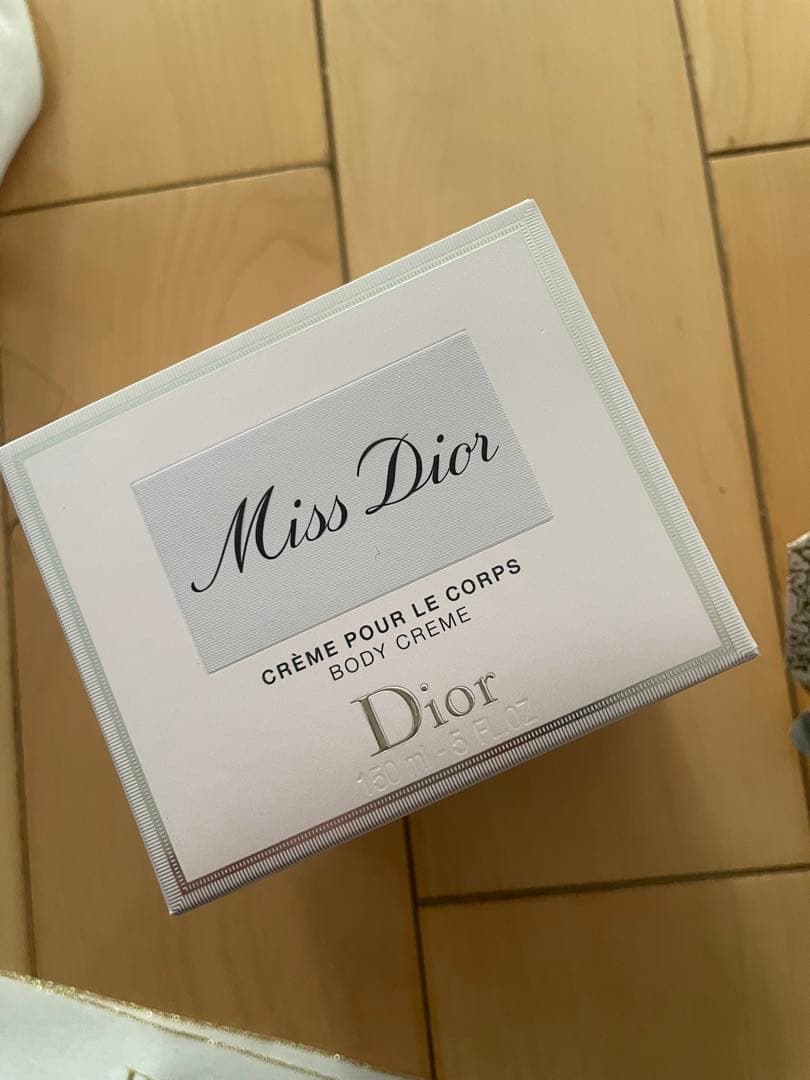 Miss Dior
CRÈME POUR LE CORPS
BODY CREME
Dior
150 ml - 5 FL.OZ